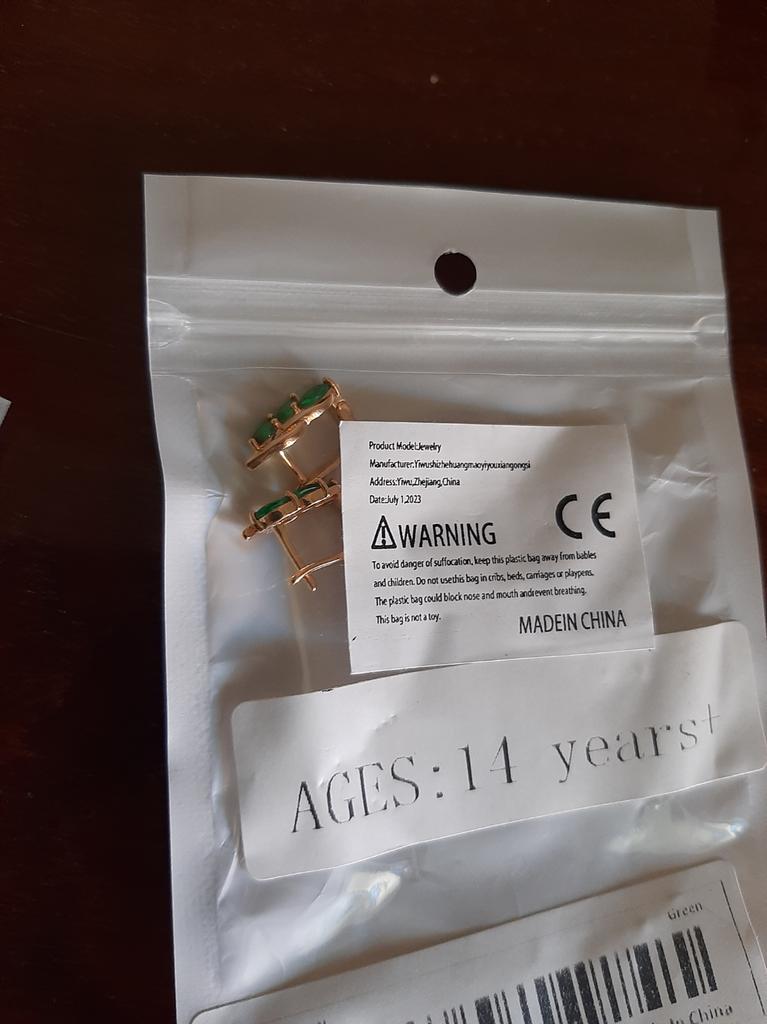 Product Model:Jewelry
Manufacturer:Yiwushizhehuangmaoyiyouxiangongsi
Address:Yiwu,Zhejiang,China
Date:July 1,2023
CE
WARNING
To avoid danger of suffocation, keep this plastic bag away from babies
and children. Do not usethis bag in cribs, beds, carriages or playpens.
The plastic bag could block nose and mouth andrevent breathing.
This bag is not a toy.
MADEIN CHINA
AGES:14 years+
Green
In China